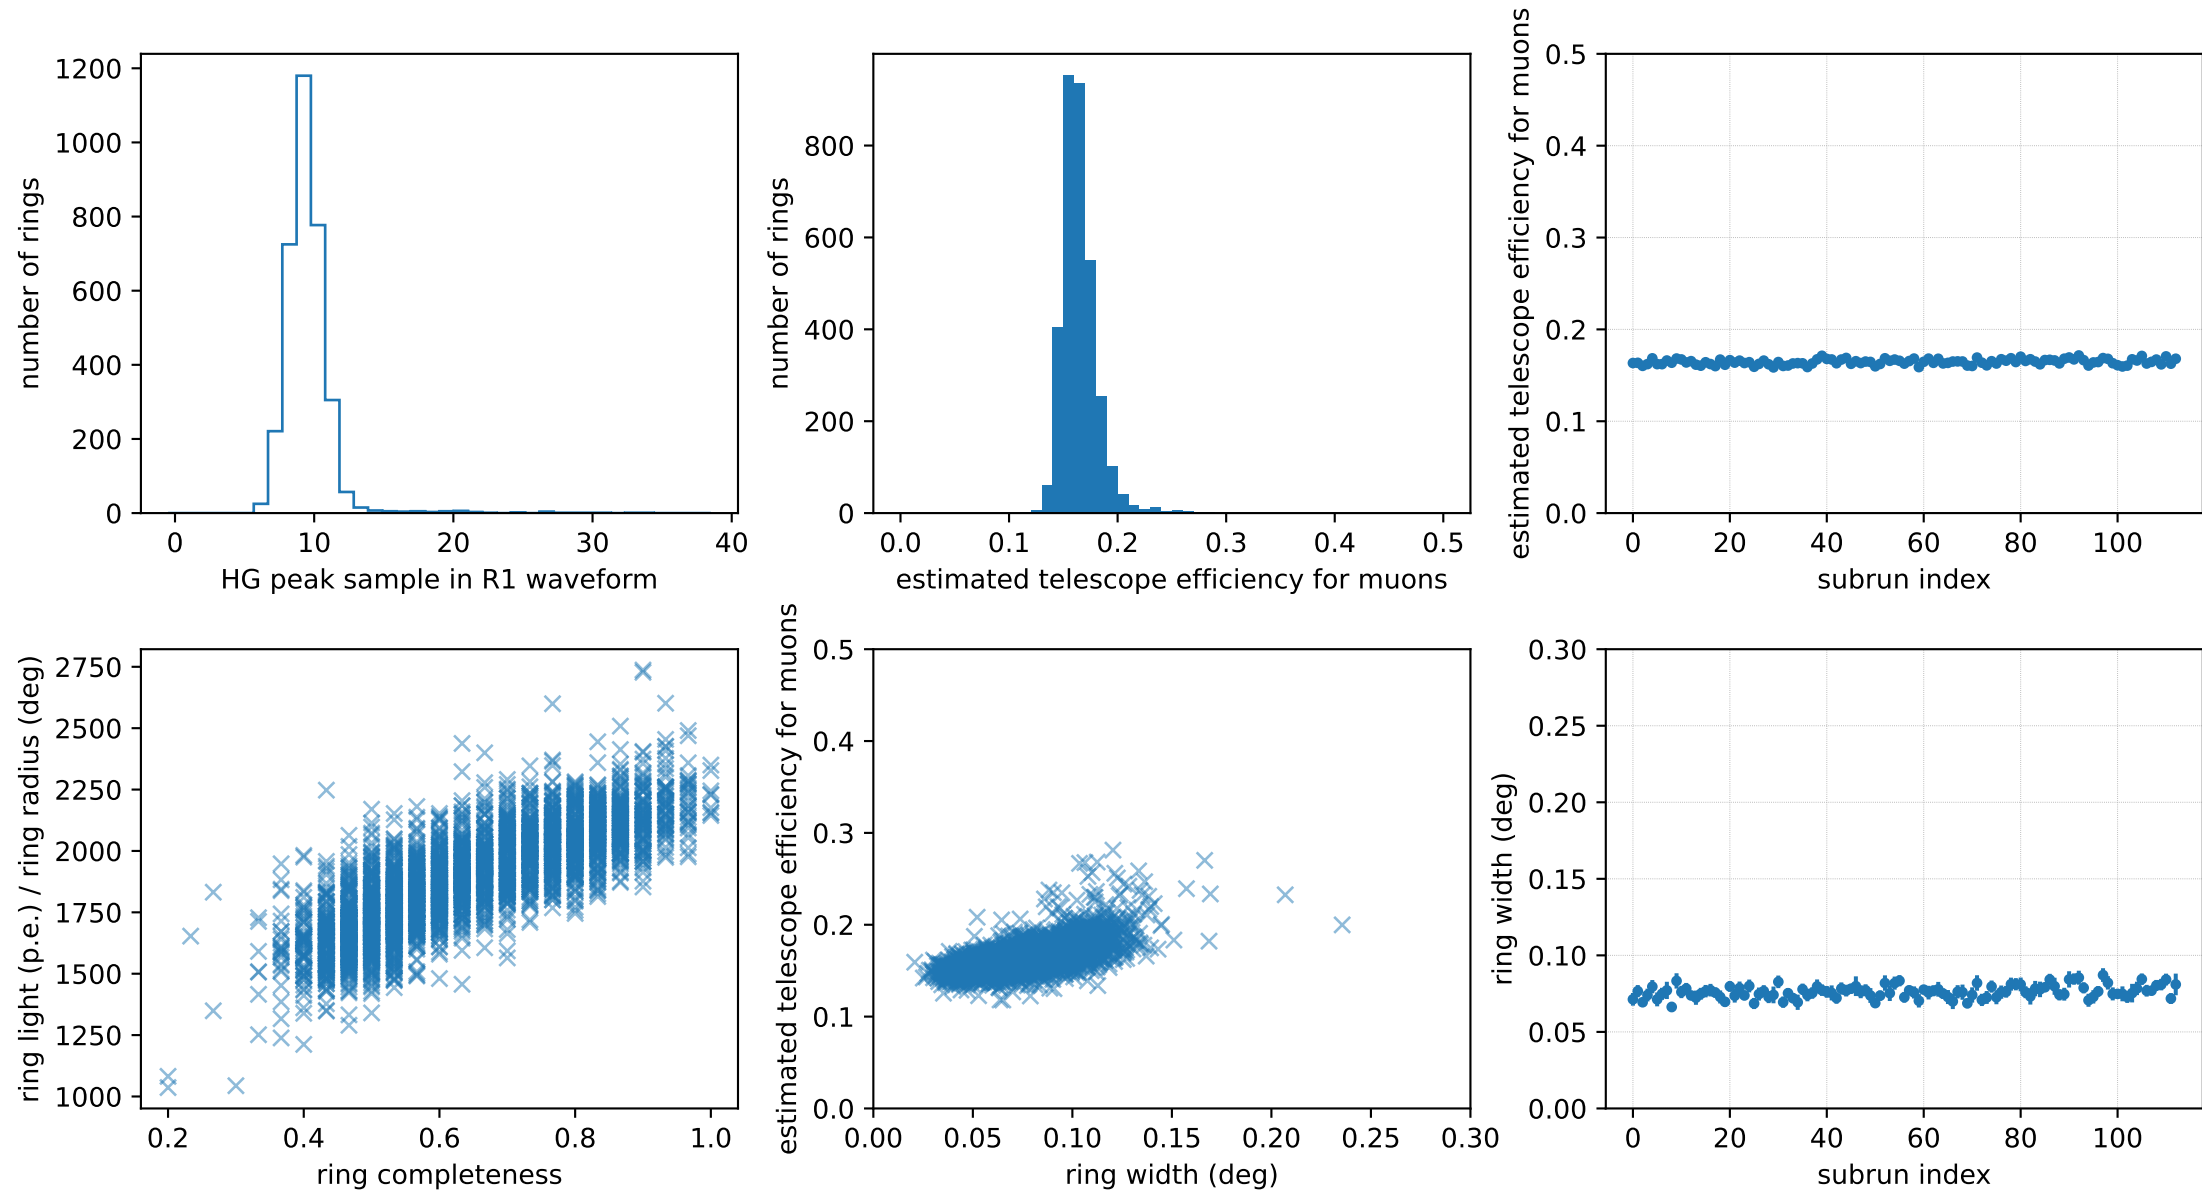 1200
1000
800
600
400
200
0
number of rings
0 10 20 30 40
HG peak sample in R1 waveform
800
600
400
200
0
number of rings
0.0 0.1 0.2 0.3 0.4 0.5
estimated telescope efficiency for muons
0.5
0.4
0.3
0.2
0.1
0.0
estimated telescope efficiency for muons
0 20 40 60 80 100
subrun index
2750
2500
2250
2000
1750
1500
1250
1000
ring light (p.e.) / ring radius (deg)
0.2 0.4 0.6 0.8 1.0
ring completeness
0.5
0.4
0.3
0.2
0.1
0.0
estimated telescope efficiency for muons
0.00 0.05 0.10 0.15 0.20 0.25 0.30
ring width (deg)
0.30
0.25
0.20
0.15
0.10
0.05
0.00
ring width (deg)
0 20 40 60 80 100
subrun index